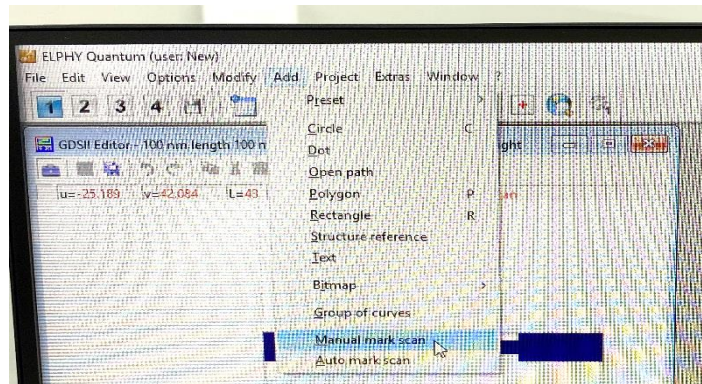 ELPHY Quantum (user: New)
File Edit View Options Modify Add Project Extras Window ?
1 2 3 4
Preset
GDSII Editor - 100 nm length 100 n
ght
Circle C
Dot
Open path
u=-25.189 v=42.084 L=43
Polygon P
Rectangle R
Structure reference
Text
Bitmap
Group of curves
Manual mark scan
Auto mark scan